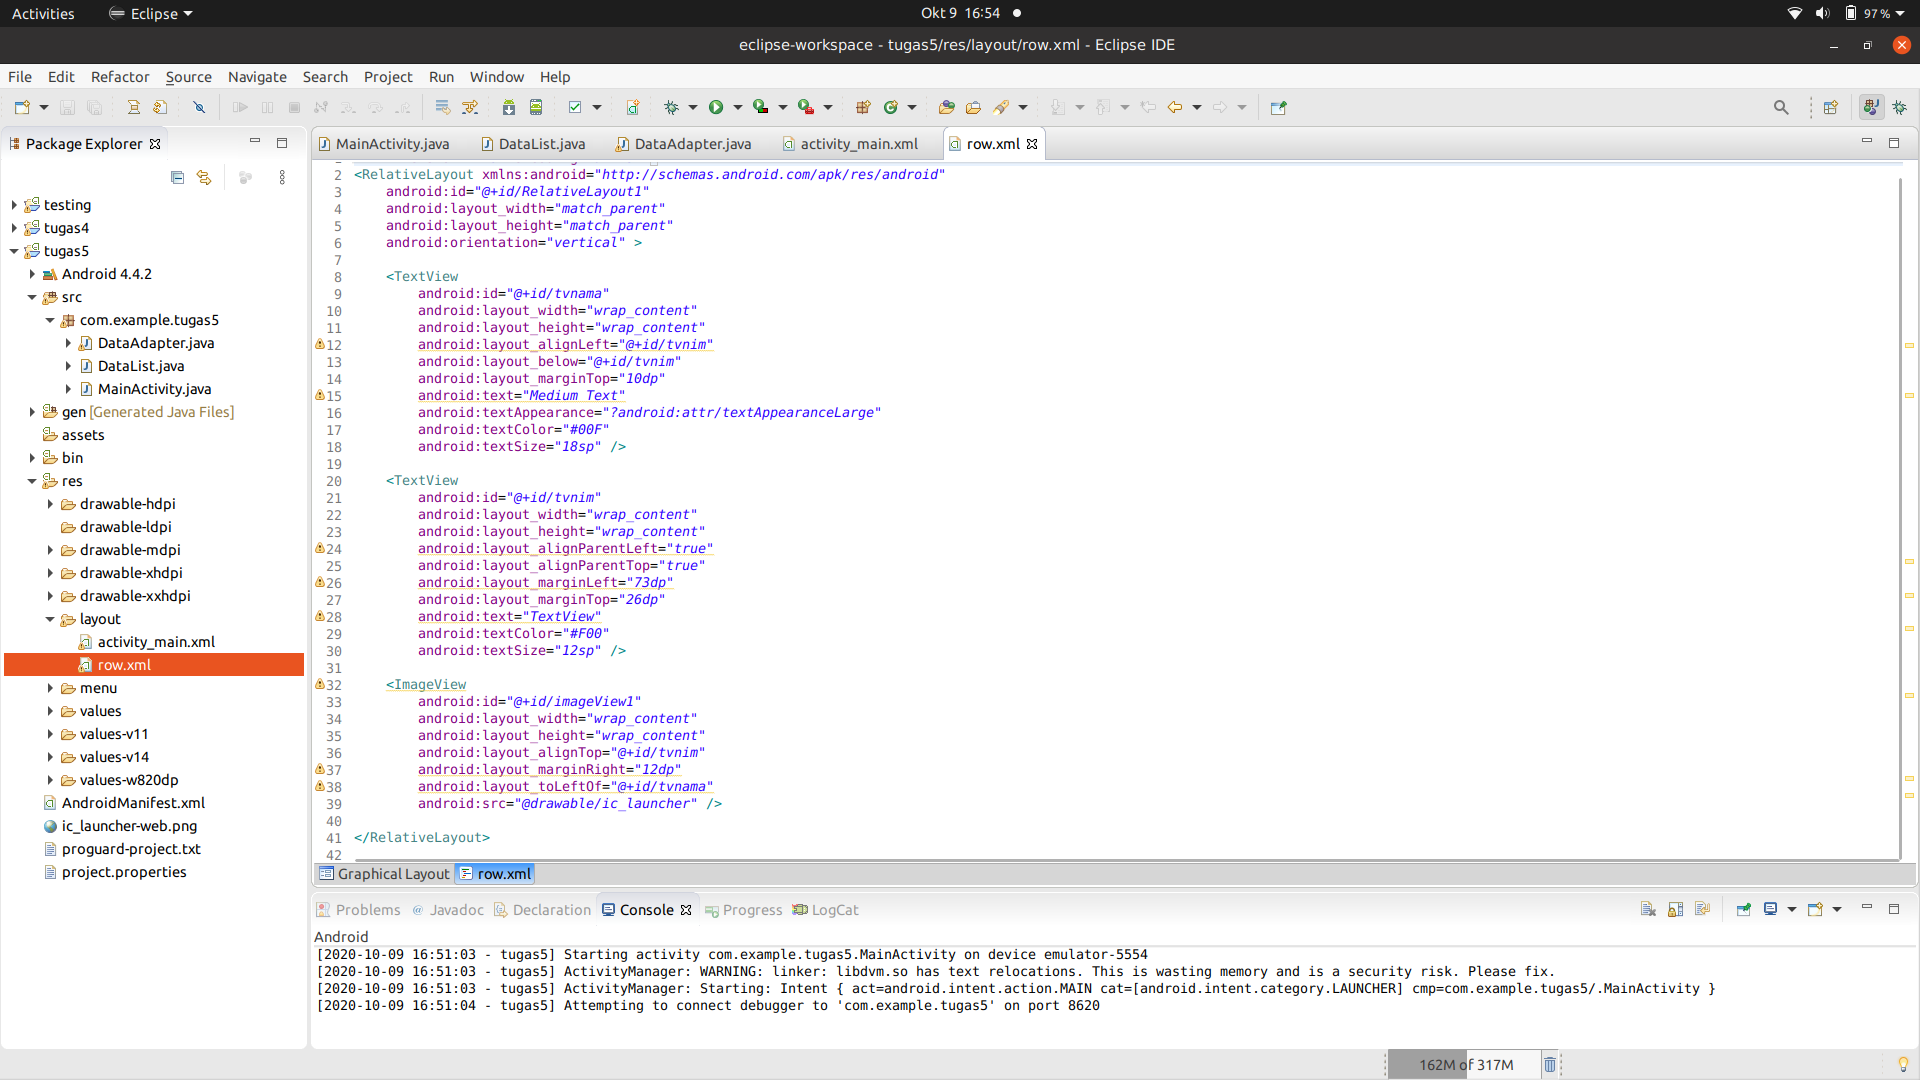 Activities
Eclipse
Okt 9 16:54
97 %
eclipse-workspace - tugas5/res/layout/row.xml - Eclipse IDE
File Edit Refactor Source Navigate Search Project Run Window Help
Package Explorer
testing
tugas4
tugas5
Android 4.4.2
src
com.example.tugas5
DataAdapter.java
DataList.java
MainActivity.java
gen [Generated Java Files]
assets
bin
res
drawable-hdpi
drawable-ldpi
drawable-mdpi
drawable-xhdpi
drawable-xxhdpi
layout
activity_main.xml
row.xml
menu
values
values-v11
values-v14
values-w820dp
AndroidManifest.xml
ic_launcher-web.png
proguard-project.txt
project.properties
MainActivity.java DataList.java DataAdapter.java activity_main.xml row.xml
2 <RelativeLayout xmlns:android="http://schemas.android.com/apk/res/android"
3 android:id="@+id/RelativeLayout1"
4 android:layout_width="match_parent"
5 android:layout_height="match_parent"
6 android:orientation="vertical" >
7
8 <TextView
9 android:id="@+id/tvnama"
10 android:layout_width="wrap_content"
11 android:layout_height="wrap_content"
12 android:layout_alignLeft="@+id/tvnim"
13 android:layout_below="@+id/tvnim"
14 android:layout_marginTop="10dp"
15 android:text="Medium Text"
16 android:textAppearance="?android:attr/textAppearanceLarge"
17 android:textColor="#00F"
18 android:textSize="18sp" />
19
20 <TextView
21 android:id="@+id/tvnim"
22 android:layout_width="wrap_content"
23 android:layout_height="wrap_content"
24 android:layout_alignParentLeft="true"
25 android:layout_alignParentTop="true"
26 android:layout_marginLeft="73dp"
27 android:layout_marginTop="26dp"
28 android:text="TextView"
29 android:textColor="#F00"
30 android:textSize="12sp" />
31
32 <ImageView
33 android:id="@+id/imageView1"
34 android:layout_width="wrap_content"
35 android:layout_height="wrap_content"
36 android:layout_alignTop="@+id/tvnim"
37 android:layout_marginRight="12dp"
38 android:layout_toLeftOf="@+id/tvnama"
39 android:src="@drawable/ic_launcher" />
40
41 </RelativeLayout>
42
Graphical Layout row.xml
Problems Javadoc Declaration Console Progress LogCat
Android
[2020-10-09 16:51:03 - tugas5] Starting activity com.example.tugas5.MainActivity on device emulator-5554
[2020-10-09 16:51:03 - tugas5] ActivityManager: WARNING: linker: libdvm.so has text relocations. This is wasting memory and is a security risk. Please fix.
[2020-10-09 16:51:03 - tugas5] ActivityManager: Starting: Intent { act=android.intent.action.MAIN cat=[android.intent.category.LAUNCHER] cmp=com.example.tugas5/.MainActivity }
[2020-10-09 16:51:04 - tugas5] Attempting to connect debugger to 'com.example.tugas5' on port 8620
162M of 317M